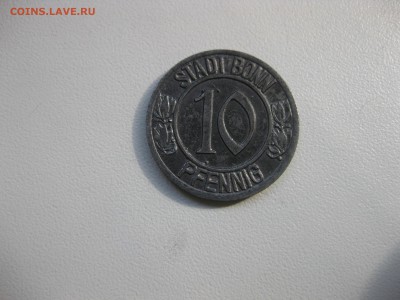 COINS.LAVE.RU
STADT BONN
10
PFENNIG